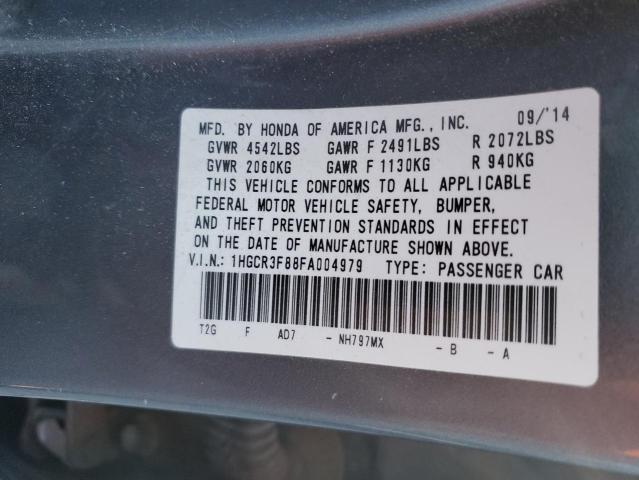 MFD. BY HONDA OF AMERICA MFG., INC. 09/'14
GVWR 4542LBS GAWR F 2491LBS R 2072LBS
GVWR 2060KG GAWR F 1130KG R 940KG
THIS VEHICLE CONFORMS TO ALL APPLICABLE
FEDERAL MOTOR VEHICLE SAFETY, BUMPER,
AND THEFT PREVENTION STANDARDS IN EFFECT
ON THE DATE OF MANUFACTURE SHOWN ABOVE.
V.I.N.: 1HGCR3F88FA004979 TYPE: PASSENGER CAR
T2G F AD7 - NH797MX - B - A